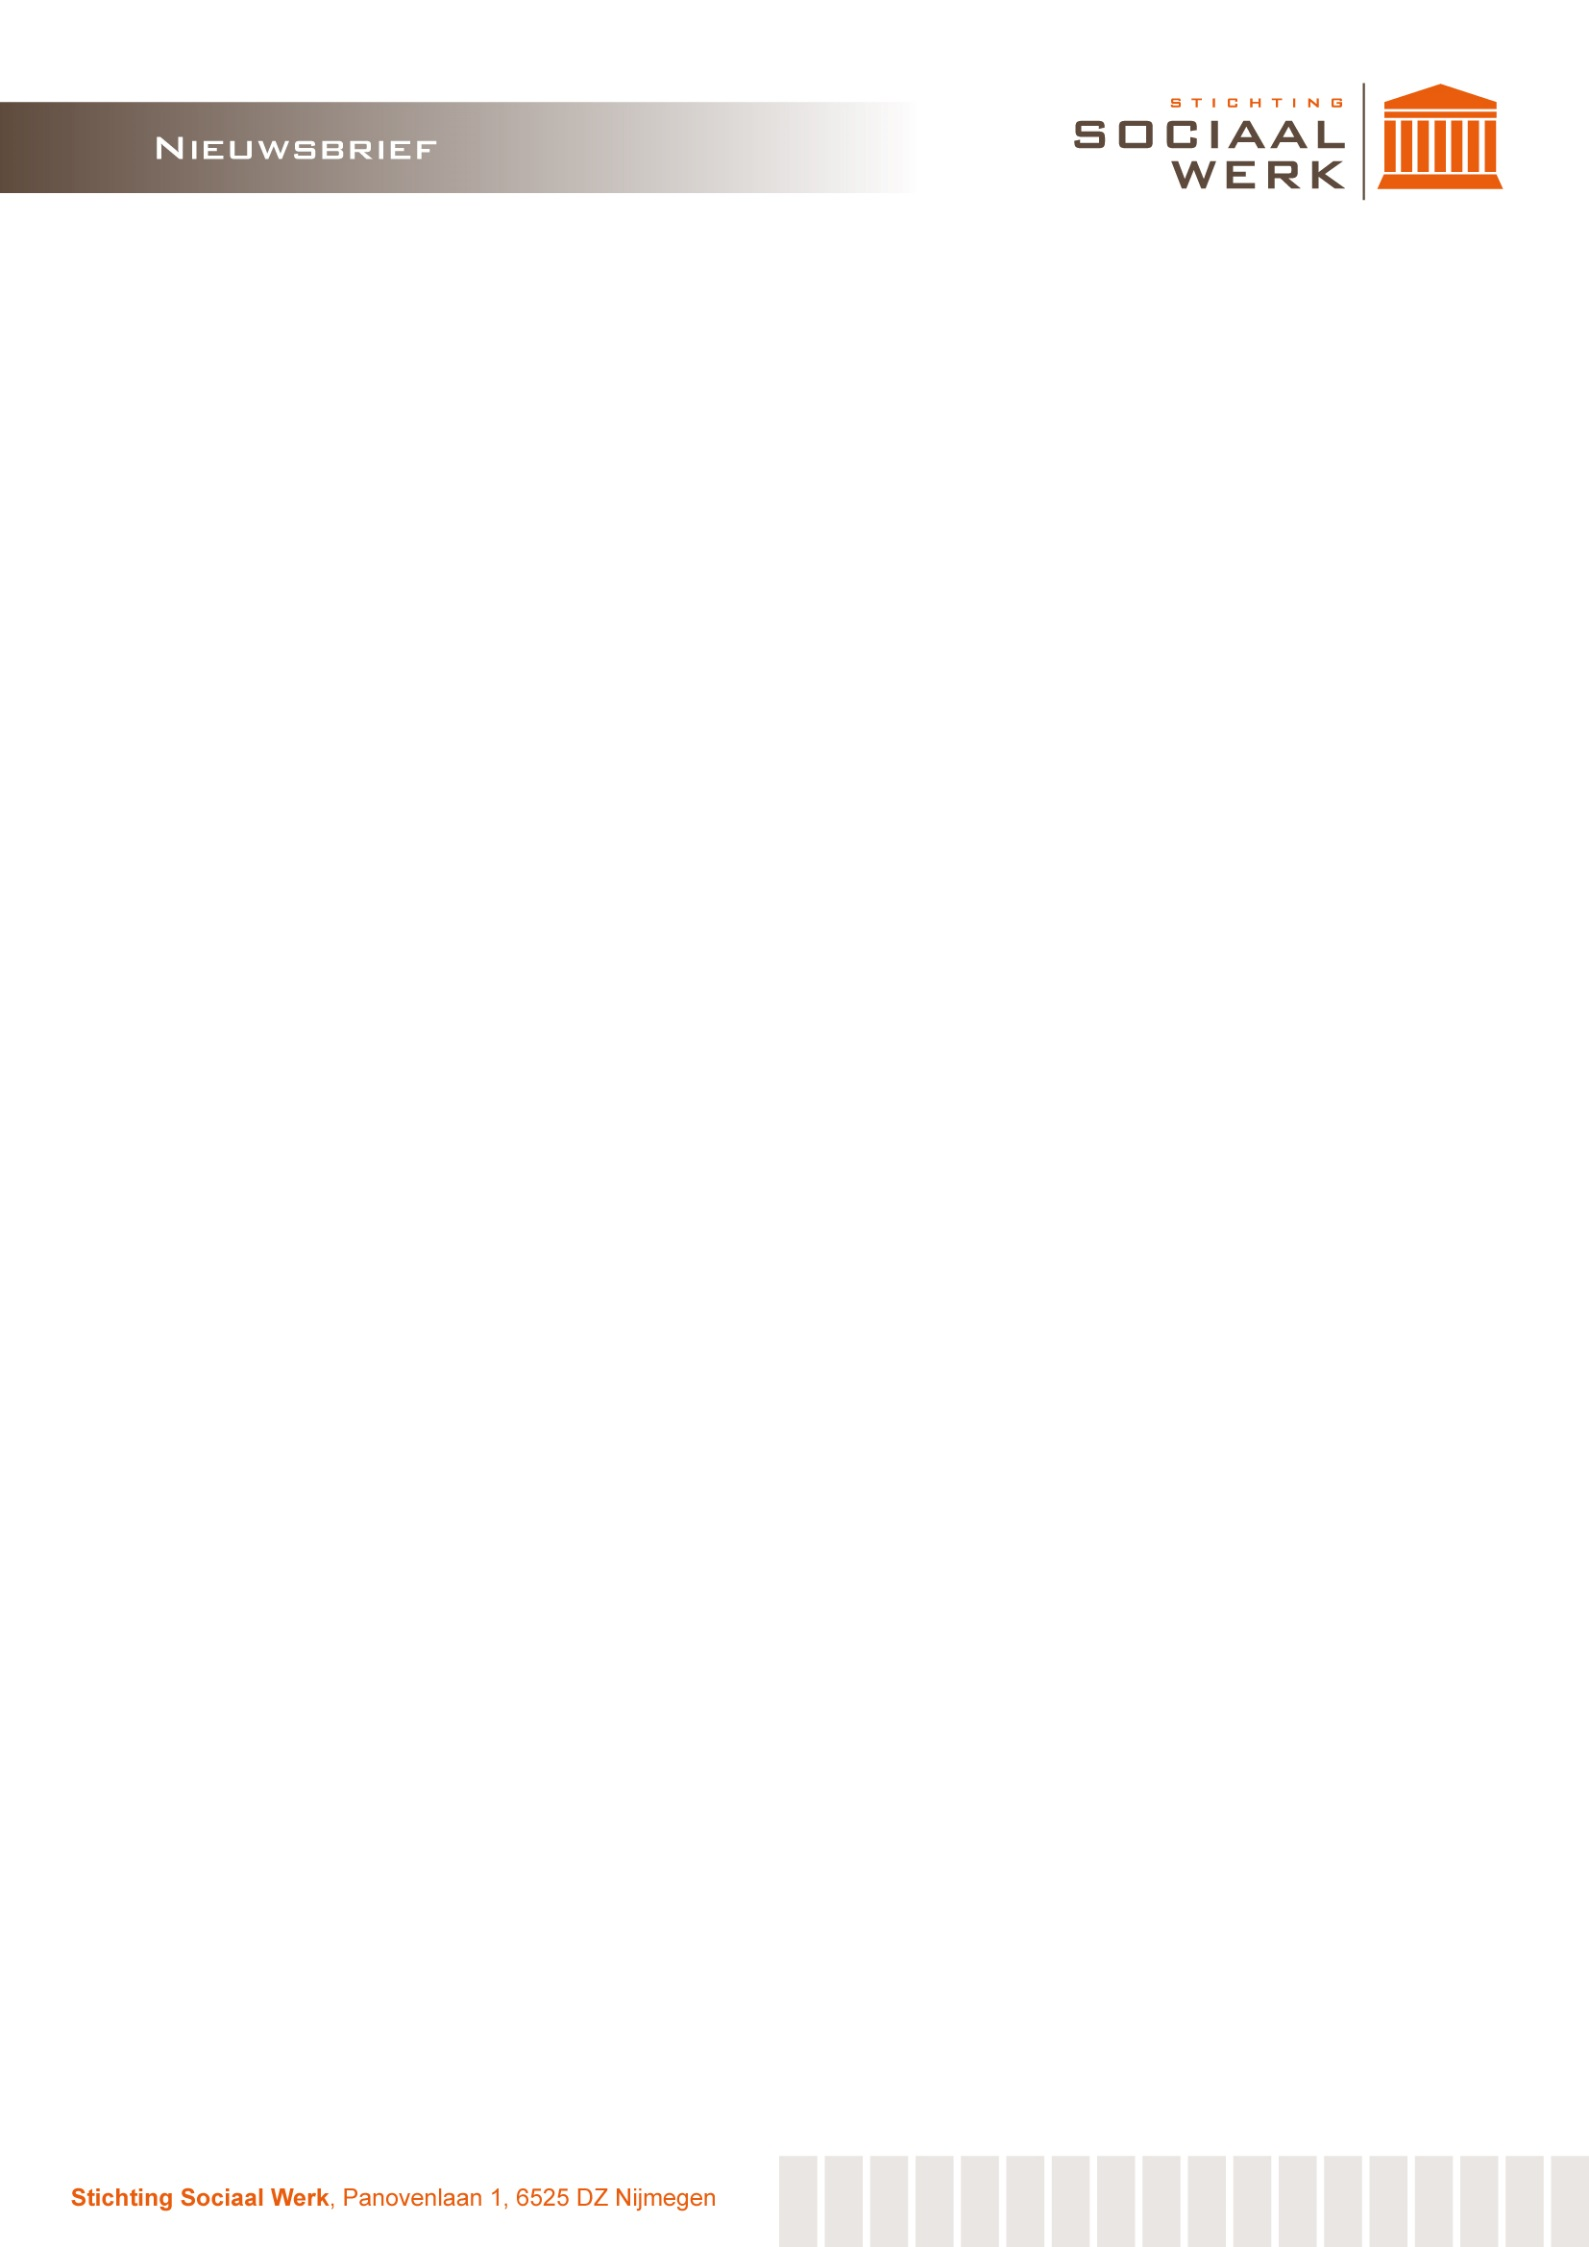 NIEUWSBRIEF
STICHTING
SOCIAAL
WERK
Stichting Sociaal Werk, Panovenlaan 1, 6525 DZ Nijmegen